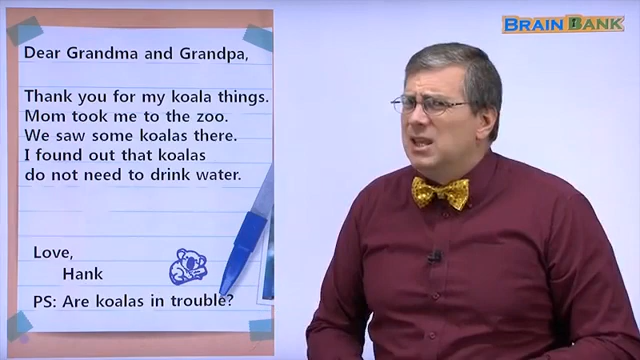 BRAIN BANK
Dear Grandma and Grandpa,
Thank you for my koala things.
Mom took me to the zoo.
We saw some koalas there.
I found out that koalas
do not need to drink water.
Love,
Hank
PS: Are koalas in trouble?